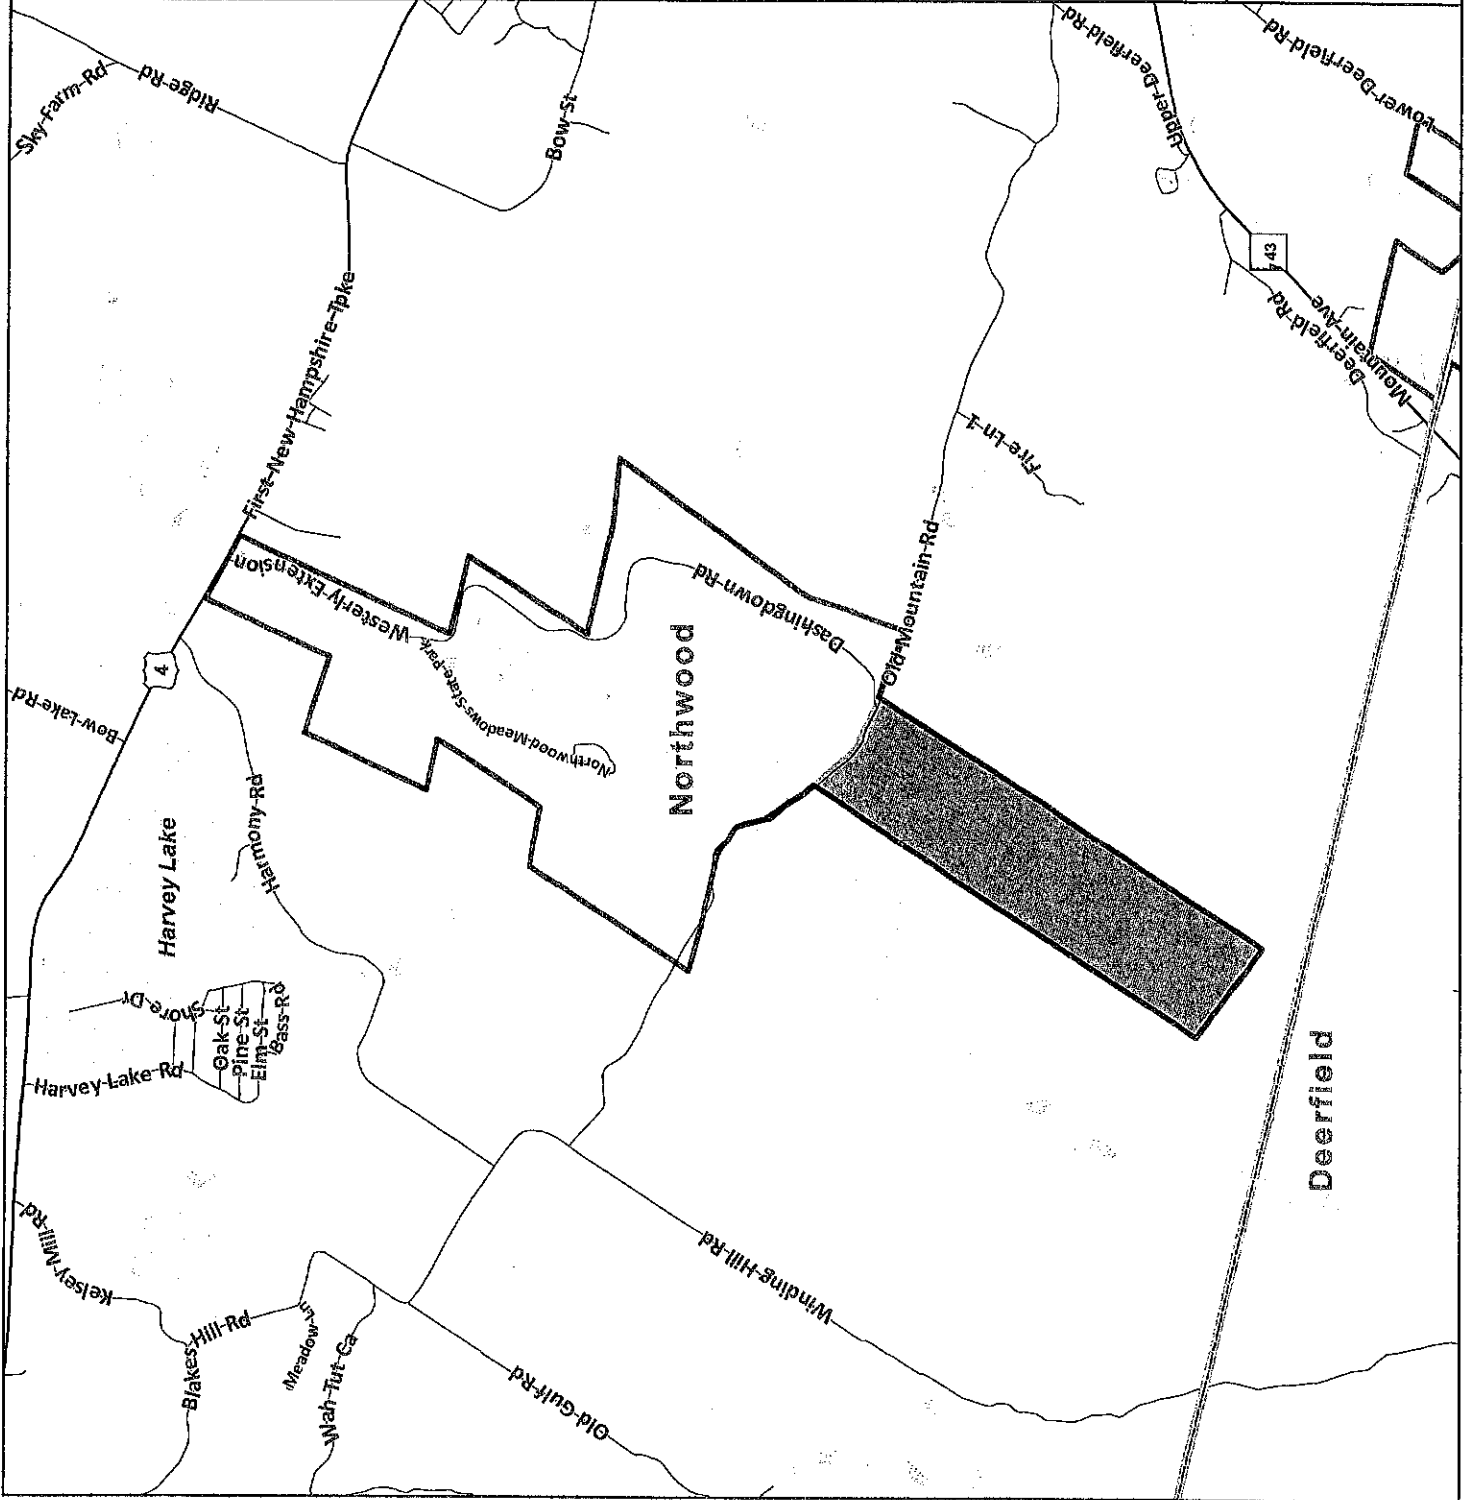 Sky-Farm-Rd
Ridge-Rd
Bow-St
Upper-Deerfield-Rd
Lower-Deerfield-Rd
43
Deerfield-Rd
Mountain-Ave
First-New-Hampshire-Tpke
Fire-Ln-1
Old-Mountain-Rd
Westerly-Extension
Dashingdown-Rd
Northwood-Meadows-State-Park
Northwood
4
Bow-Lake-Rd
Harmony-Rd
Harvey Lake
Shore-Dr
Oak-St
Pine-St
Elm-St
Bass-Rd
Harvey-Lake-Rd
Kelsey-Mill-Rd
Blakes-Hill-Rd
Meadow-Ln
Wah-Tut-Ca
Old-Gulf-Rd
Winding-Hill-Rd
Deerfield